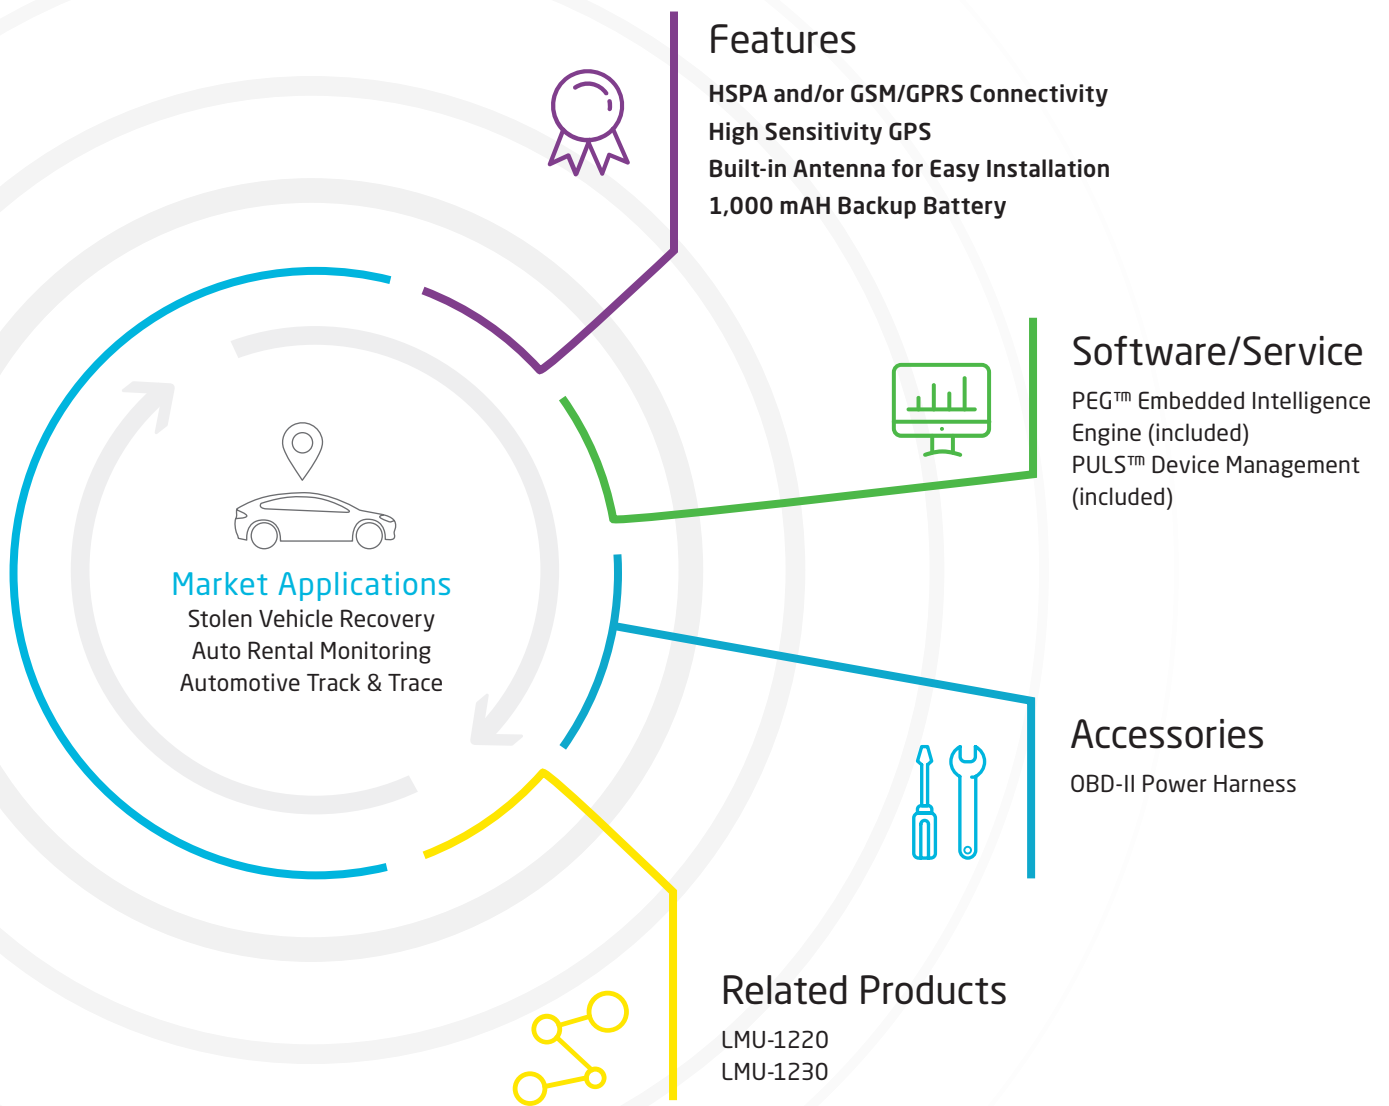 Features
HSPA and/or GSM/GPRS Connectivity
High Sensitivity GPS
Built-in Antenna for Easy Installation
1,000 mAH Backup Battery
Software/Service
PEG™ Embedded Intelligence
Engine (included)
PULS™ Device Management
(included)
Market Applications
Stolen Vehicle Recovery
Auto Rental Monitoring
Automotive Track & Trace
Accessories
OBD-II Power Harness
Related Products
LMU-1220
LMU-1230